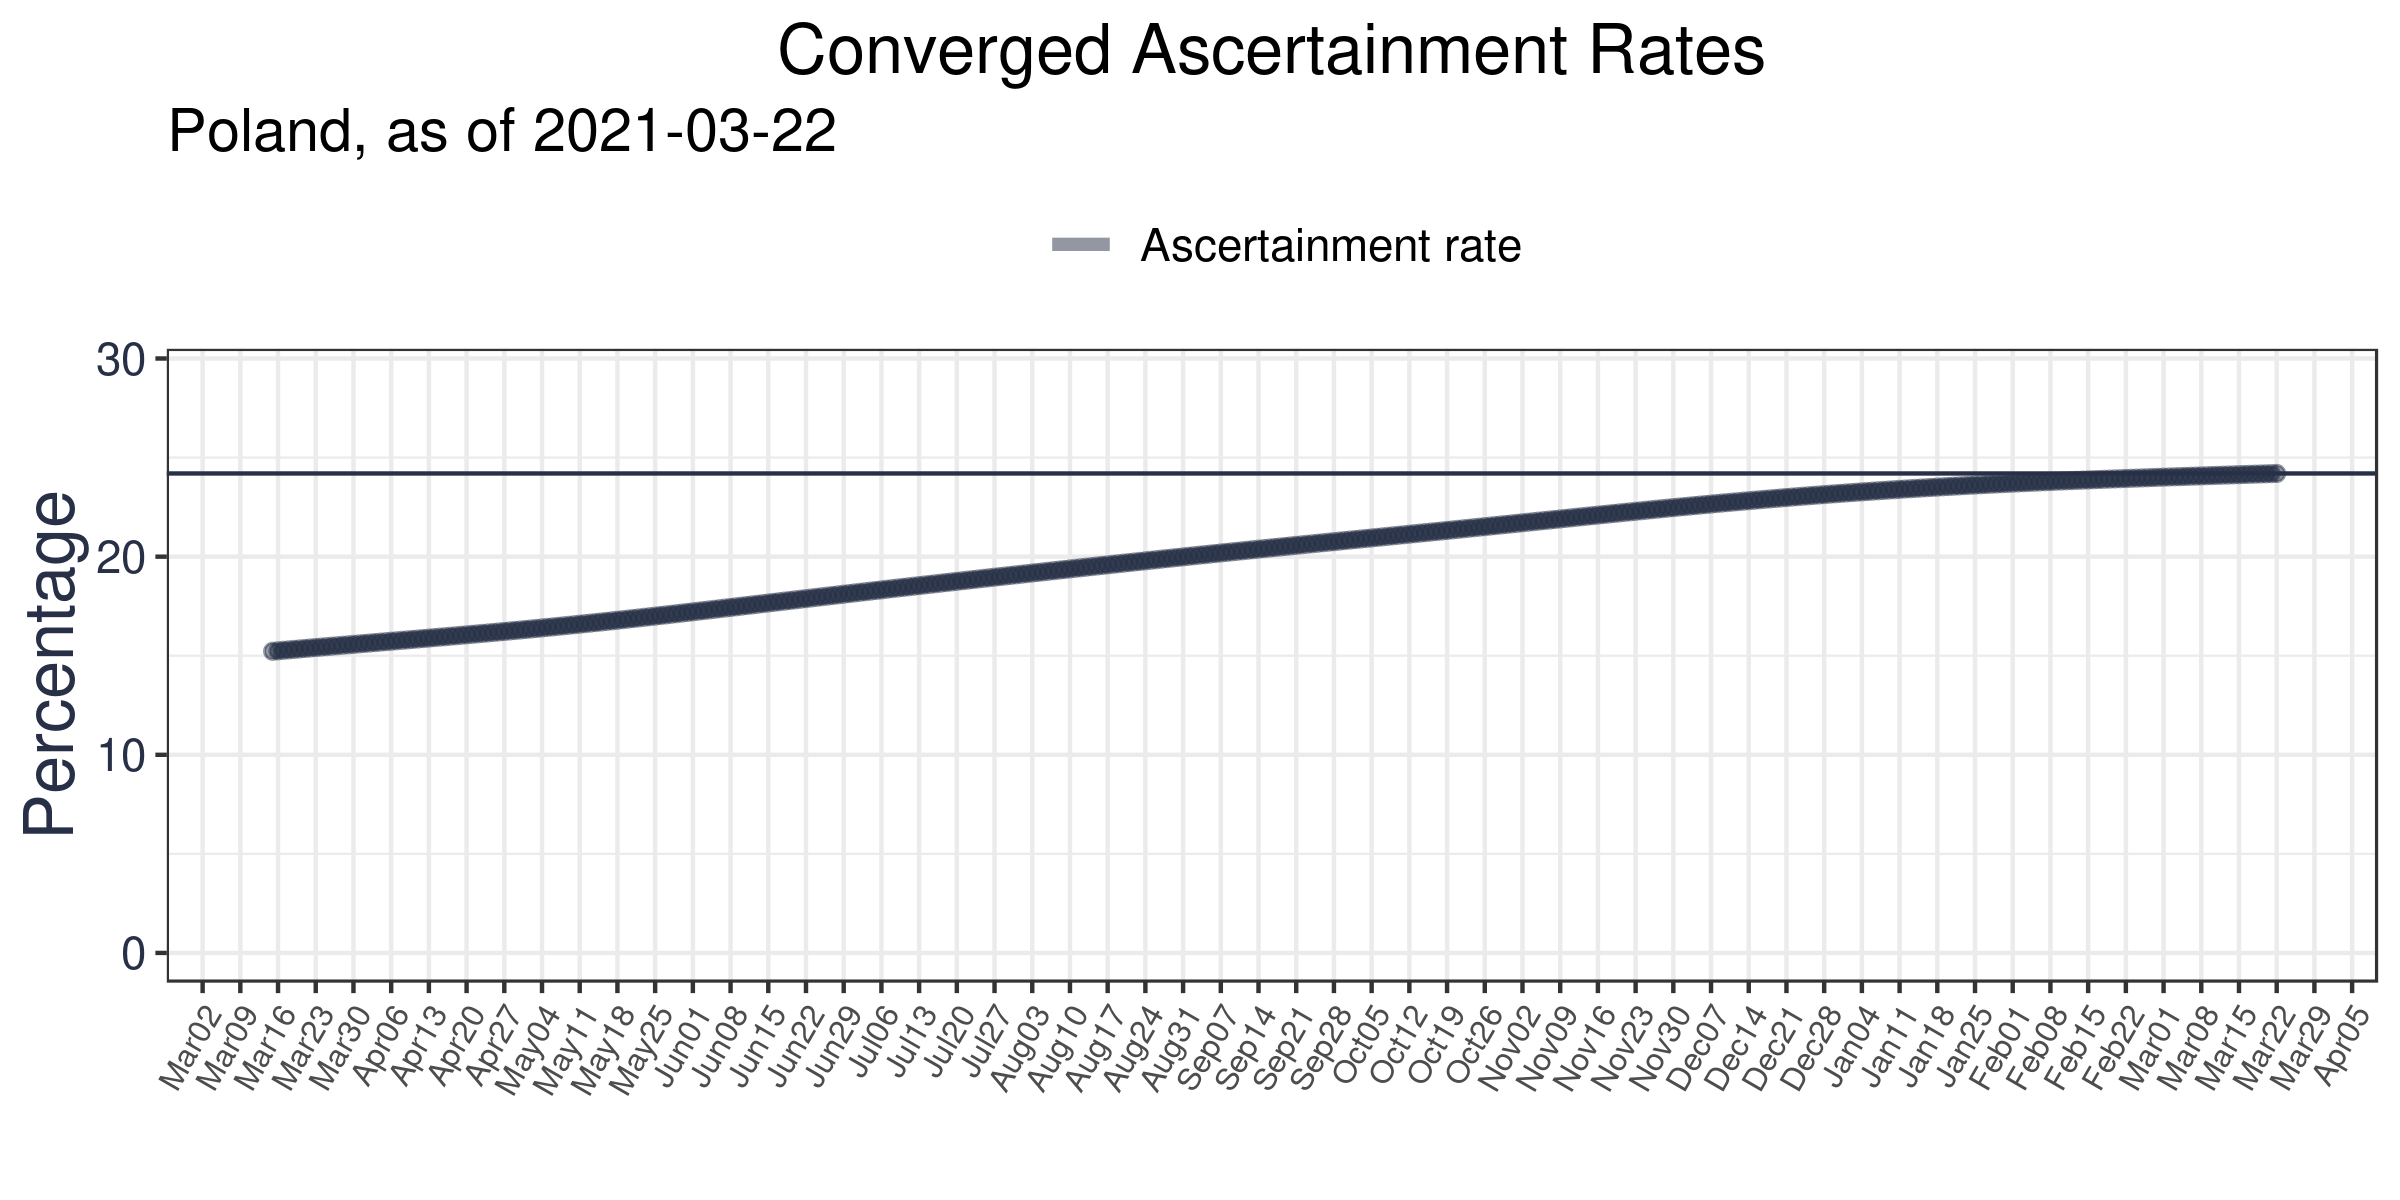 Converged Ascertainment Rates
Poland, as of 2021-03-22
Ascertainment rate
Percentage
30
20
10
0
Mar02 Mar09 Mar16 Mar23 Mar30 Apr06 Apr13 Apr20 Apr27 May04 May11 May18 May25 Jun01 Jun08 Jun15 Jun22 Jun29 Jul06 Jul13 Jul20 Jul27 Aug03 Aug10 Aug17 Aug24 Aug31 Sep07 Sep14 Sep21 Sep28 Oct05 Oct12 Oct19 Oct26 Nov02 Nov09 Nov16 Nov23 Nov30 Dec07 Dec14 Dec21 Dec28 Jan04 Jan11 Jan18 Jan25 Feb01 Feb08 Feb15 Feb22 Mar01 Mar08 Mar15 Mar22 Mar29 Apr05